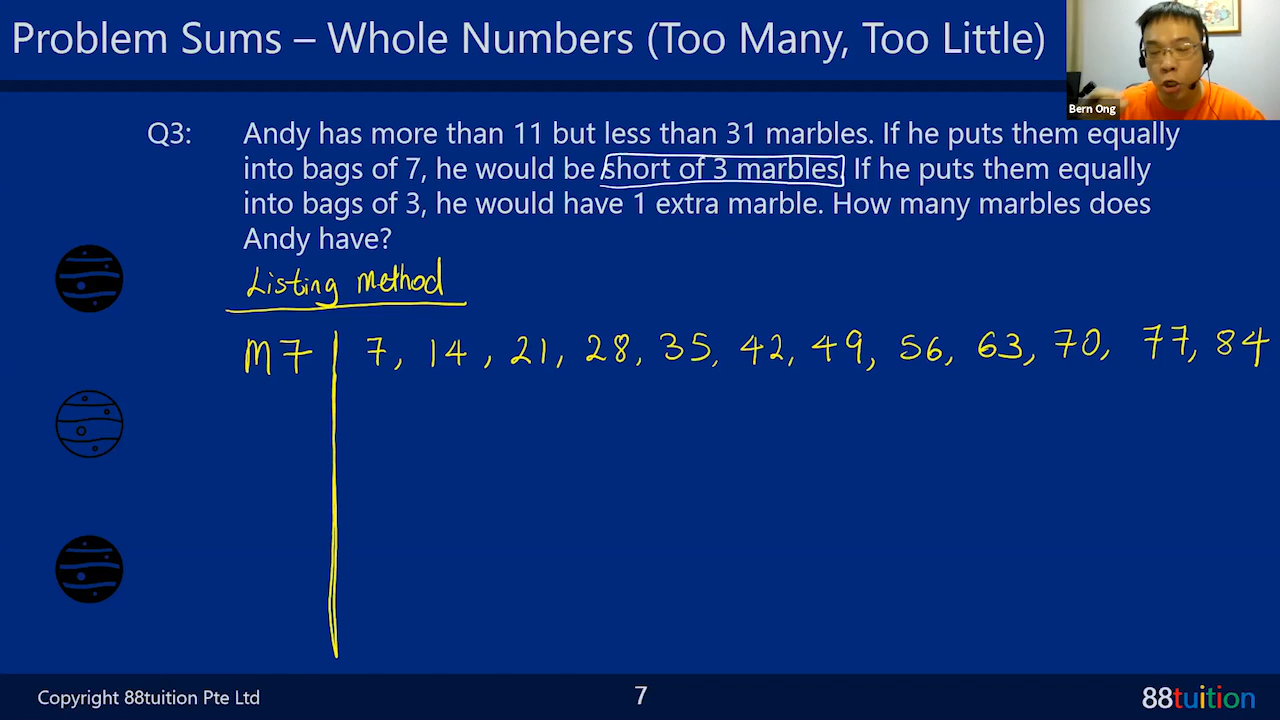 Problem Sums – Whole Numbers (Too Many, Too Little)
Bern Ong
Q3: Andy has more than 11 but less than 31 marbles. If he puts them equally
into bags of 7, he would be short of 3 marbles. If he puts them equally
into bags of 3, he would have 1 extra marble. How many marbles does
Andy have?
Listing method
M7 7, 14, 21, 28, 35, 42, 49, 56, 63, 70, 77, 84
Copyright 88tuition Pte Ltd
7
88tuition